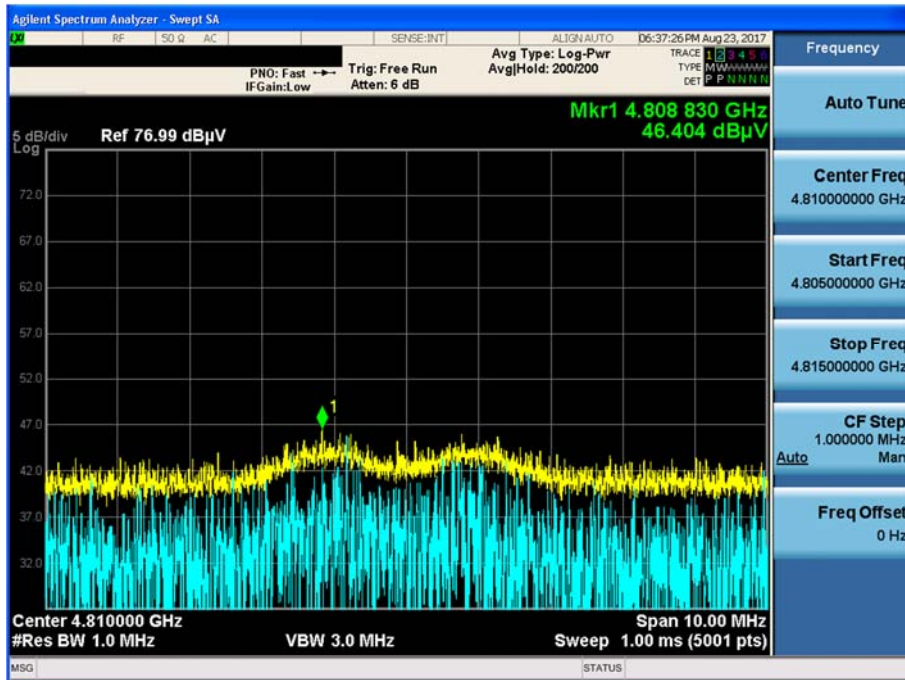 Agilent Spectrum Analyzer - Swept SA
LXI RF 50 Ω AC SENSE:INT ALIGN AUTO 06:37:26 PM Aug 23, 2017
PNO: Fast Trig: Free Run Avg Type: Log-Pwr TRACE 1 2 3 4 5 6
IFGain:Low Atten: 6 dB Avg|Hold: 200/200 TYPE M W W W W W
DET P P N N N N
Mkr1 4.808 830 GHz
46.404 dBµV
5 dB/div Ref 76.99 dBµV
Log
72.0
67.0
62.0
57.0
52.0
1
47.0
42.0
37.0
32.0
Center 4.810000 GHz Span 10.00 MHz
#Res BW 1.0 MHz VBW 3.0 MHz Sweep 1.00 ms (5001 pts)
MSG STATUS
Frequency
Auto Tune
Center Freq
4.810000000 GHz
Start Freq
4.805000000 GHz
Stop Freq
4.815000000 GHz
CF Step
1.000000 MHz
Auto Man
Freq Offset
0 Hz